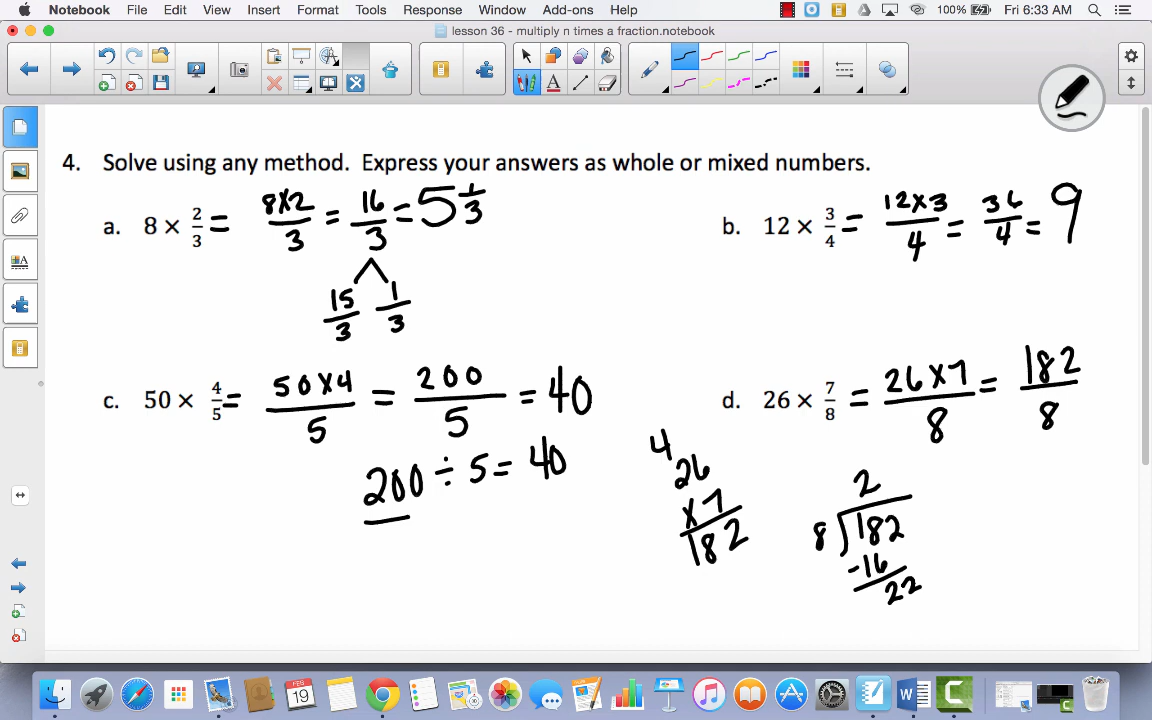 Notebook File Edit View Insert Format Tools Correct Response Window Add-ons Help 100% Fri 6:33 AM
lesson 36 - multiply n times a fraction.notebook
4. Solve using any method. Express your answers as whole or mixed numbers.
a. 8 × 2/3 = 8×2/3 = 16/3 = 5 1/3
15/3 1/3
b. 12 × 3/4 = 12×3/4 = 36/4 = 9
c. 50 × 4/5 = 50×4/5 = 200/5 = 40
200 ÷ 5 = 40
d. 26 × 7/8 = 26×7/8 = 182/8
4
26
×7
182
2
8)182
-16
22
FEB
19